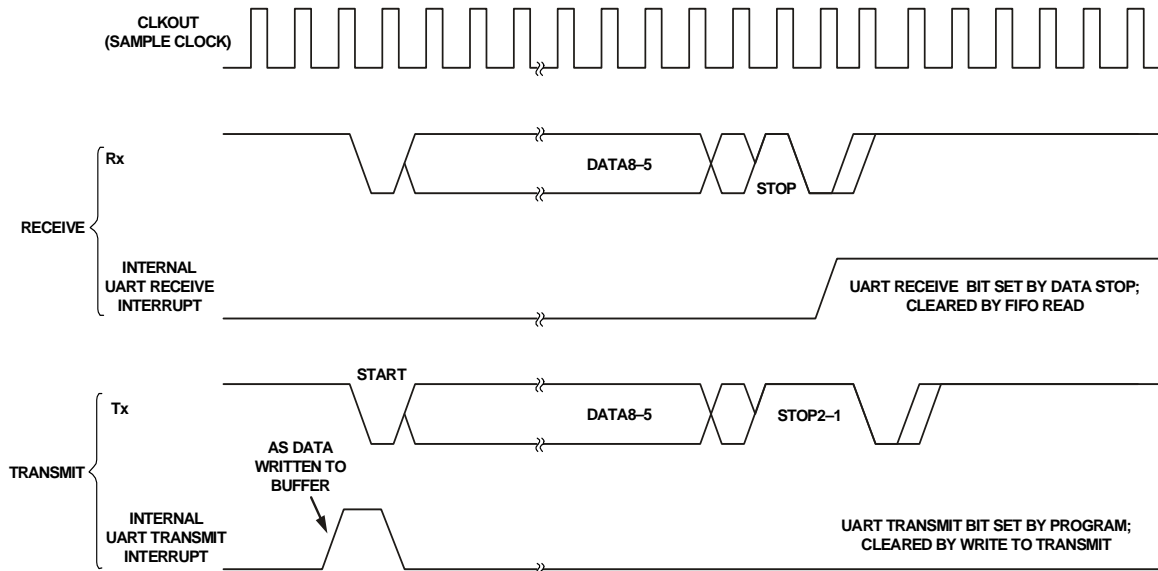 CLKOUT
(SAMPLE CLOCK)
Rx
DATA8–5
STOP
RECEIVE
INTERNAL
UART RECEIVE
INTERRUPT
UART RECEIVE BIT SET BY DATA STOP;
CLEARED BY FIFO READ
START
Tx
DATA8–5
STOP2–1
AS DATA
WRITTEN TO
BUFFER
TRANSMIT
INTERNAL
UART TRANSMIT
INTERRUPT
UART TRANSMIT BIT SET BY PROGRAM;
CLEARED BY WRITE TO TRANSMIT